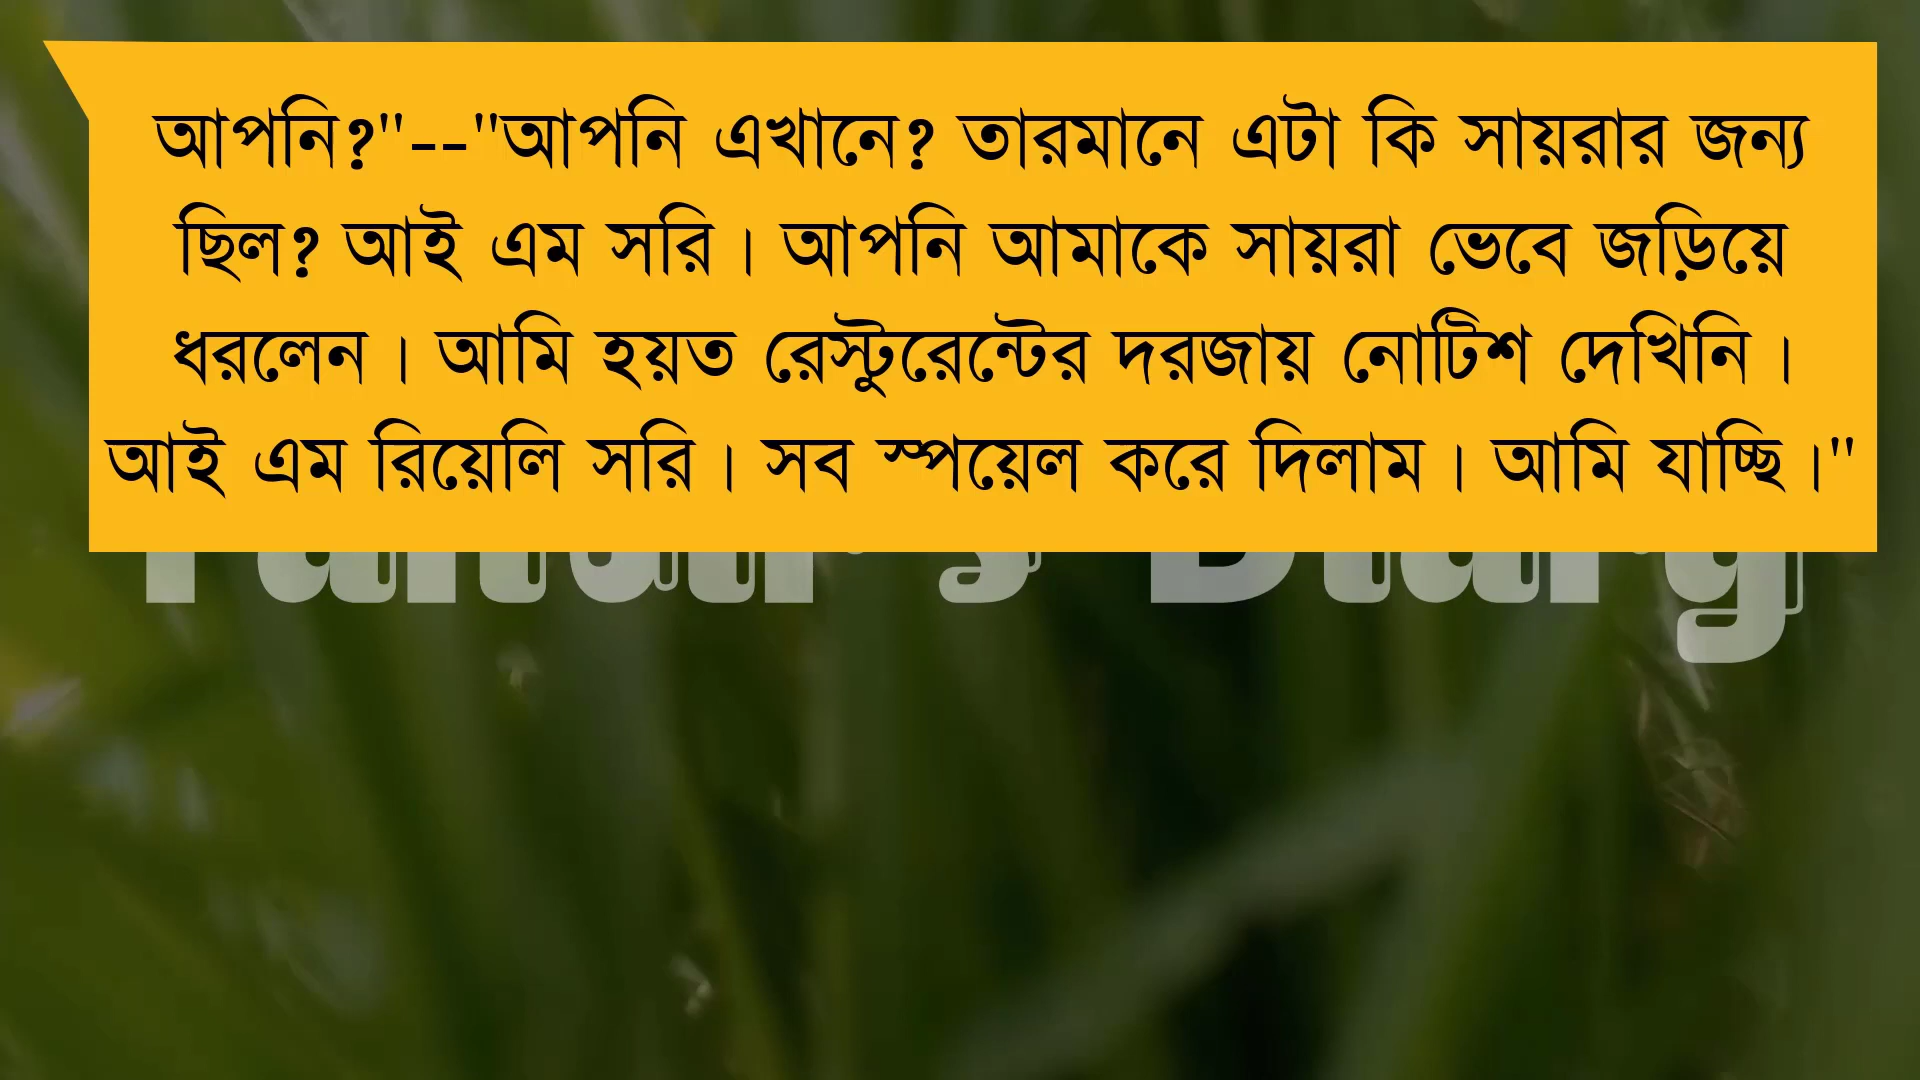 আপনি?"--"আপনি এখানে? তারমানে এটা কি সায়রার জন্য
ছিল? আই এম সরি। আপনি আমাকে সায়রা ভেবে জড়িয়ে
ধরলেন। আমি হয়ত রেস্টুরেন্টের দরজায় নোটিশ দেখিনি।
আই এম রিয়েলি সরি। সব স্পয়েল করে দিলাম। আমি যাচ্ছি।"
Diary